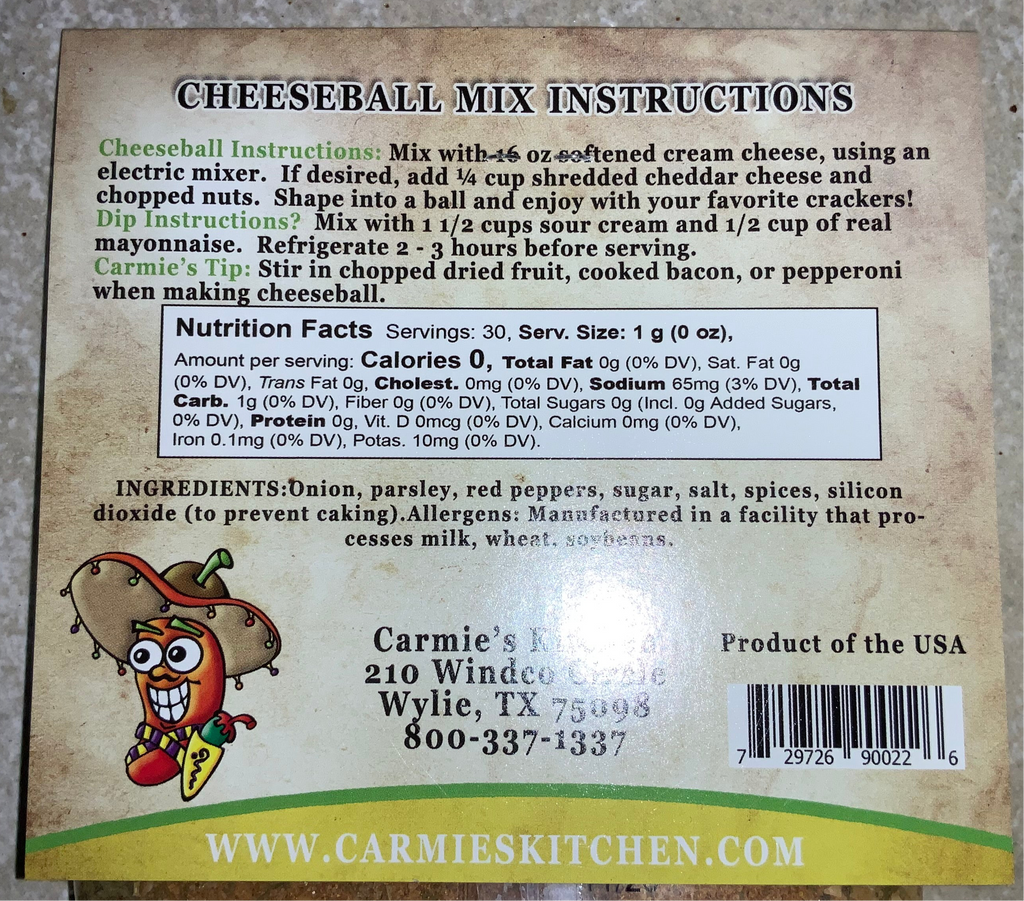 CHEESEBALL MIX INSTRUCTIONS
Cheeseball Instructions: Mix with 16 oz softened cream cheese, using an
electric mixer. If desired, add ¼ cup shredded cheddar cheese and
chopped nuts. Shape into a ball and enjoy with your favorite crackers!
Dip Instructions? Mix with 1 1/2 cups sour cream and 1/2 cup of real
mayonnaise. Refrigerate 2 - 3 hours before serving.
Carmie's Tip: Stir in chopped dried fruit, cooked bacon, or pepperoni
when making cheeseball.
Nutrition Facts Servings: 30, Serv. Size: 1 g (0 oz),
Amount per serving: Calories 0, Total Fat 0g (0% DV), Sat. Fat 0g
(0% DV), Trans Fat 0g, Cholest. 0mg (0% DV), Sodium 65mg (3% DV), Total
Carb. 1g (0% DV), Fiber 0g (0% DV), Total Sugars 0g (Incl. 0g Added Sugars,
0% DV), Protein 0g, Vit. D 0mcg (0% DV), Calcium 0mg (0% DV),
Iron 0.1mg (0% DV), Potas. 10mg (0% DV).
INGREDIENTS:Onion, parsley, red peppers, sugar, salt, spices, silicon
dioxide (to prevent caking).Allergens: Manufactured in a facility that pro-
cesses milk, wheat, soybeans.
Carmie's Kitchen
210 Windco Circle
Wylie, TX 75098
800-337-1337
Product of the USA
7 29726 90022 6
WWW.CARMIESKITCHEN.COM